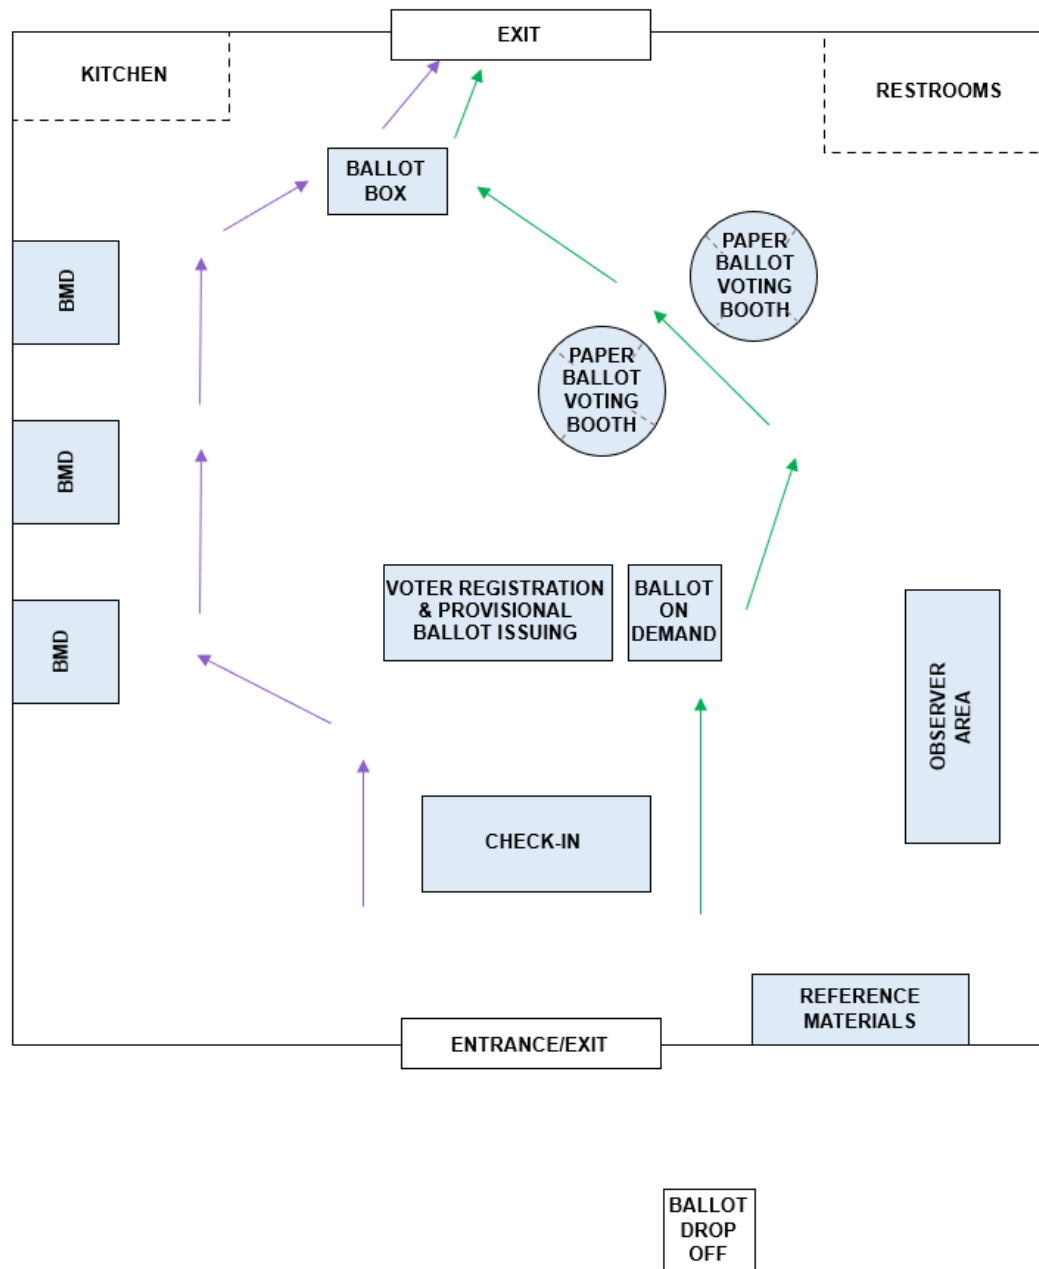 EXIT
KITCHEN
RESTROOMS
BALLOT
BOX
PAPER
BALLOT
VOTING
BOOTH
BMD
PAPER
BALLOT
VOTING
BOOTH
BMD
VOTER REGISTRATION
& PROVISIONAL
BALLOT ISSUING
BALLOT
ON
DEMAND
BMD
OBSERVER
AREA
CHECK-IN
REFERENCE
MATERIALS
ENTRANCE/EXIT
BALLOT
DROP
OFF